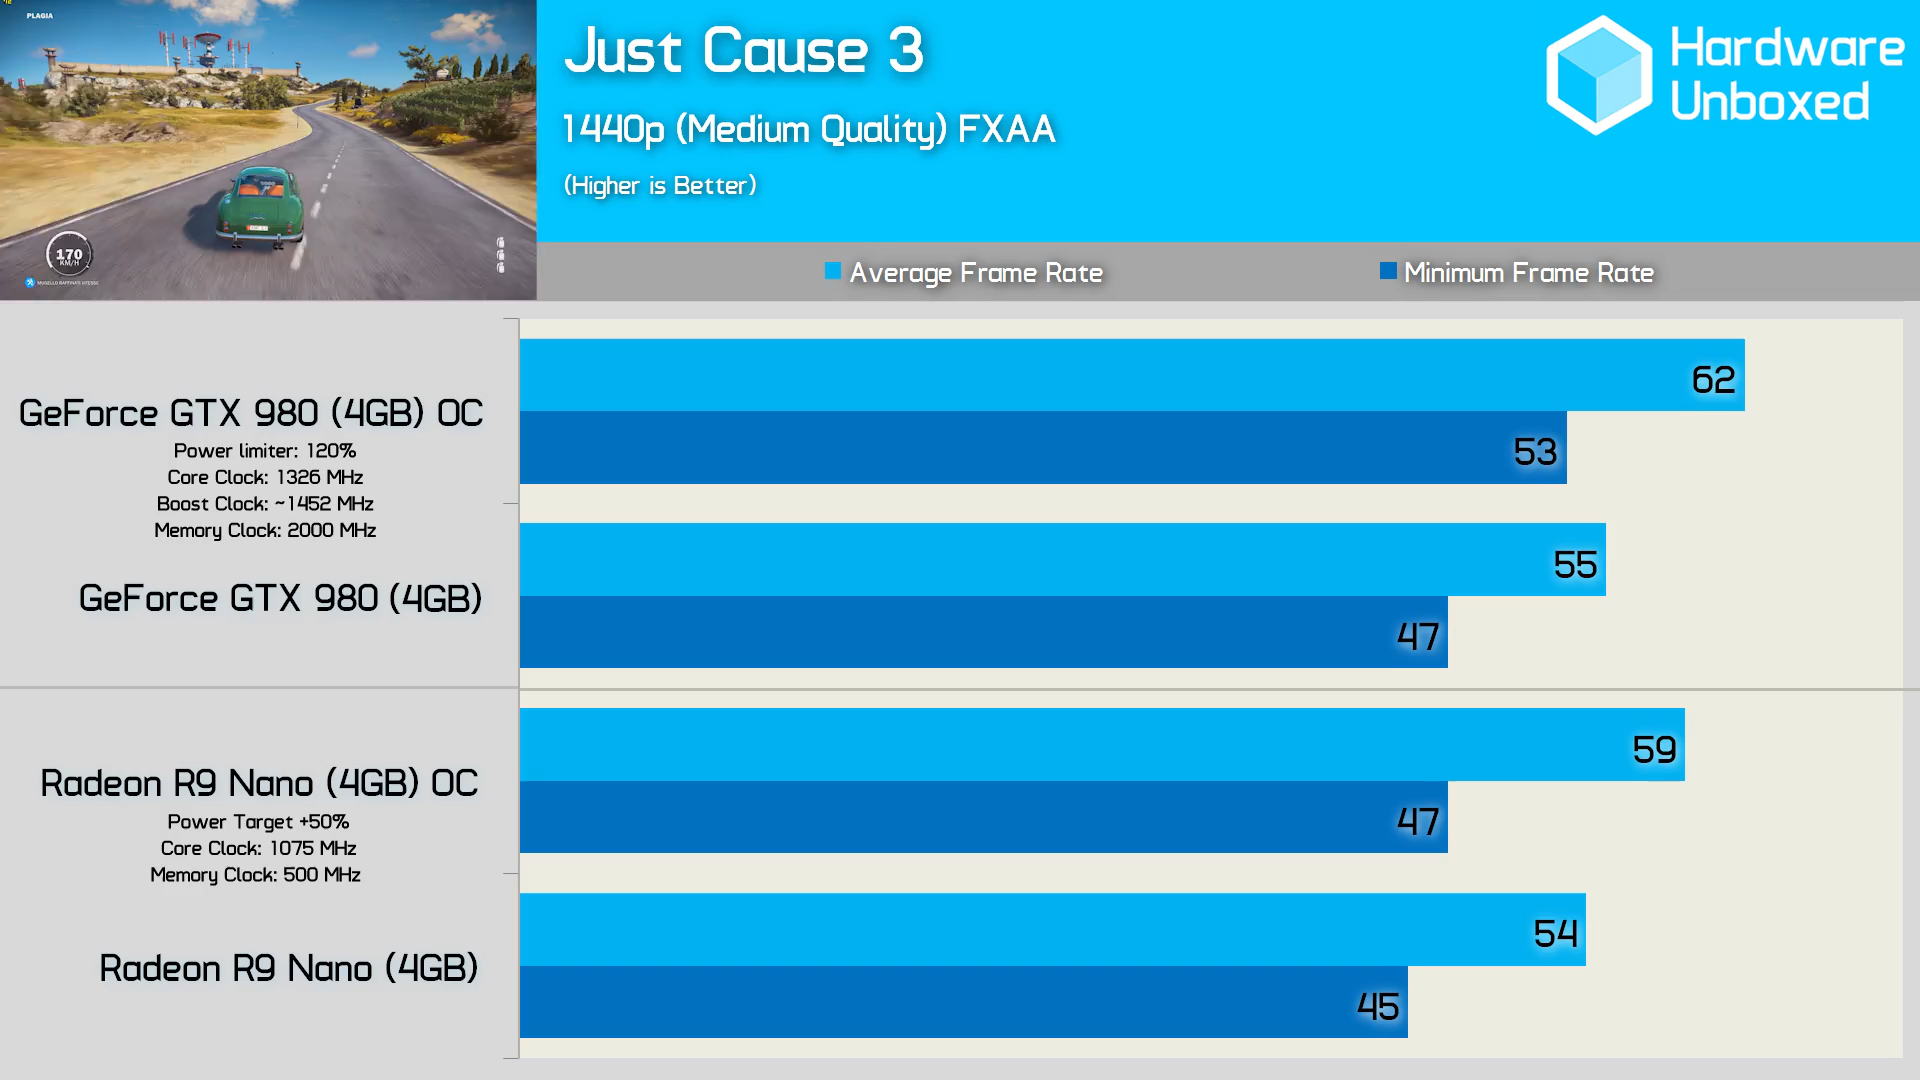 PLAGIA
170
KM/H
Just Cause 3
1440p (Medium Quality) FXAA
(Higher is Better)
Hardware
Unboxed
Average Frame Rate
Minimum Frame Rate
GeForce GTX 980 (4GB) OC
Power limiter: 120%
Core Clock: 1326 MHz
Boost Clock: ~1452 MHz
Memory Clock: 2000 MHz
62
53
GeForce GTX 980 (4GB)
55
47
Radeon R9 Nano (4GB) OC
Power Target +50%
Core Clock: 1075 MHz
Memory Clock: 500 MHz
59
47
Radeon R9 Nano (4GB)
54
45